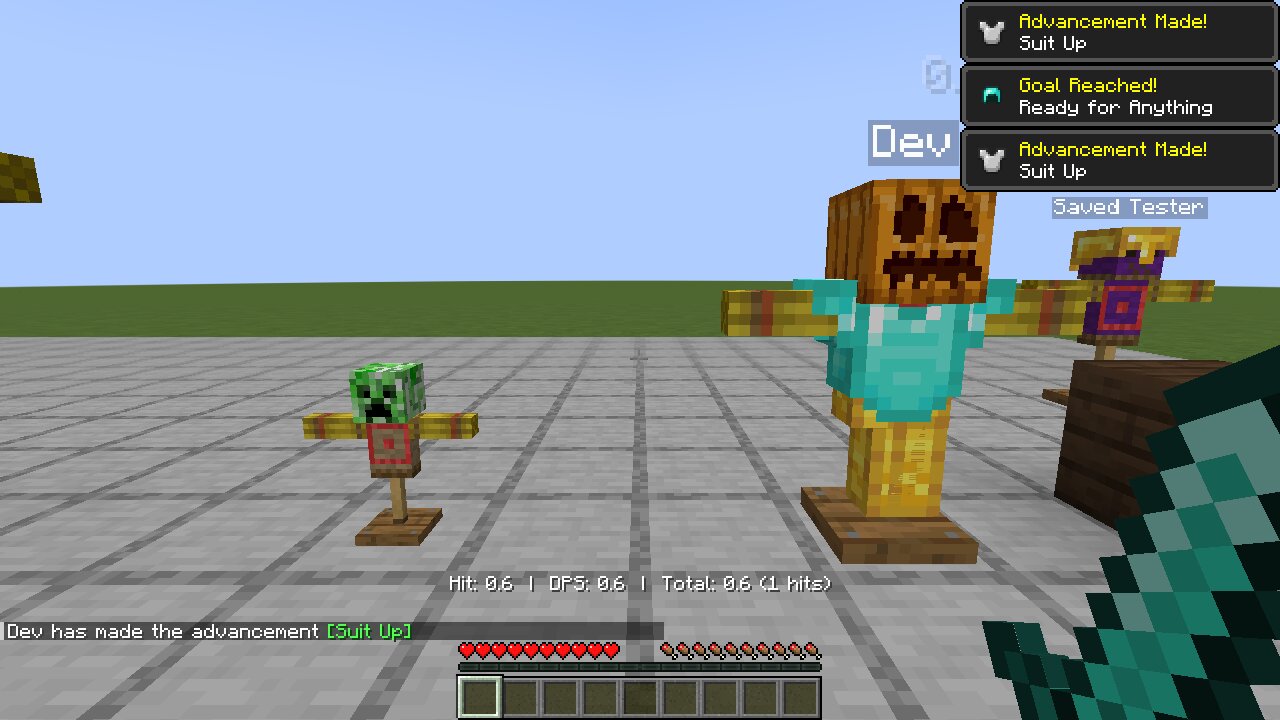 Advancement Made!
Suit Up
Goal Reached!
Ready for Anything
Advancement Made!
Suit Up
Dev
Saved Tester
Hit: 0.6 | DPS: 0.6 | Total: 0.6 (1 hits)
Dev has made the advancement [Suit Up]